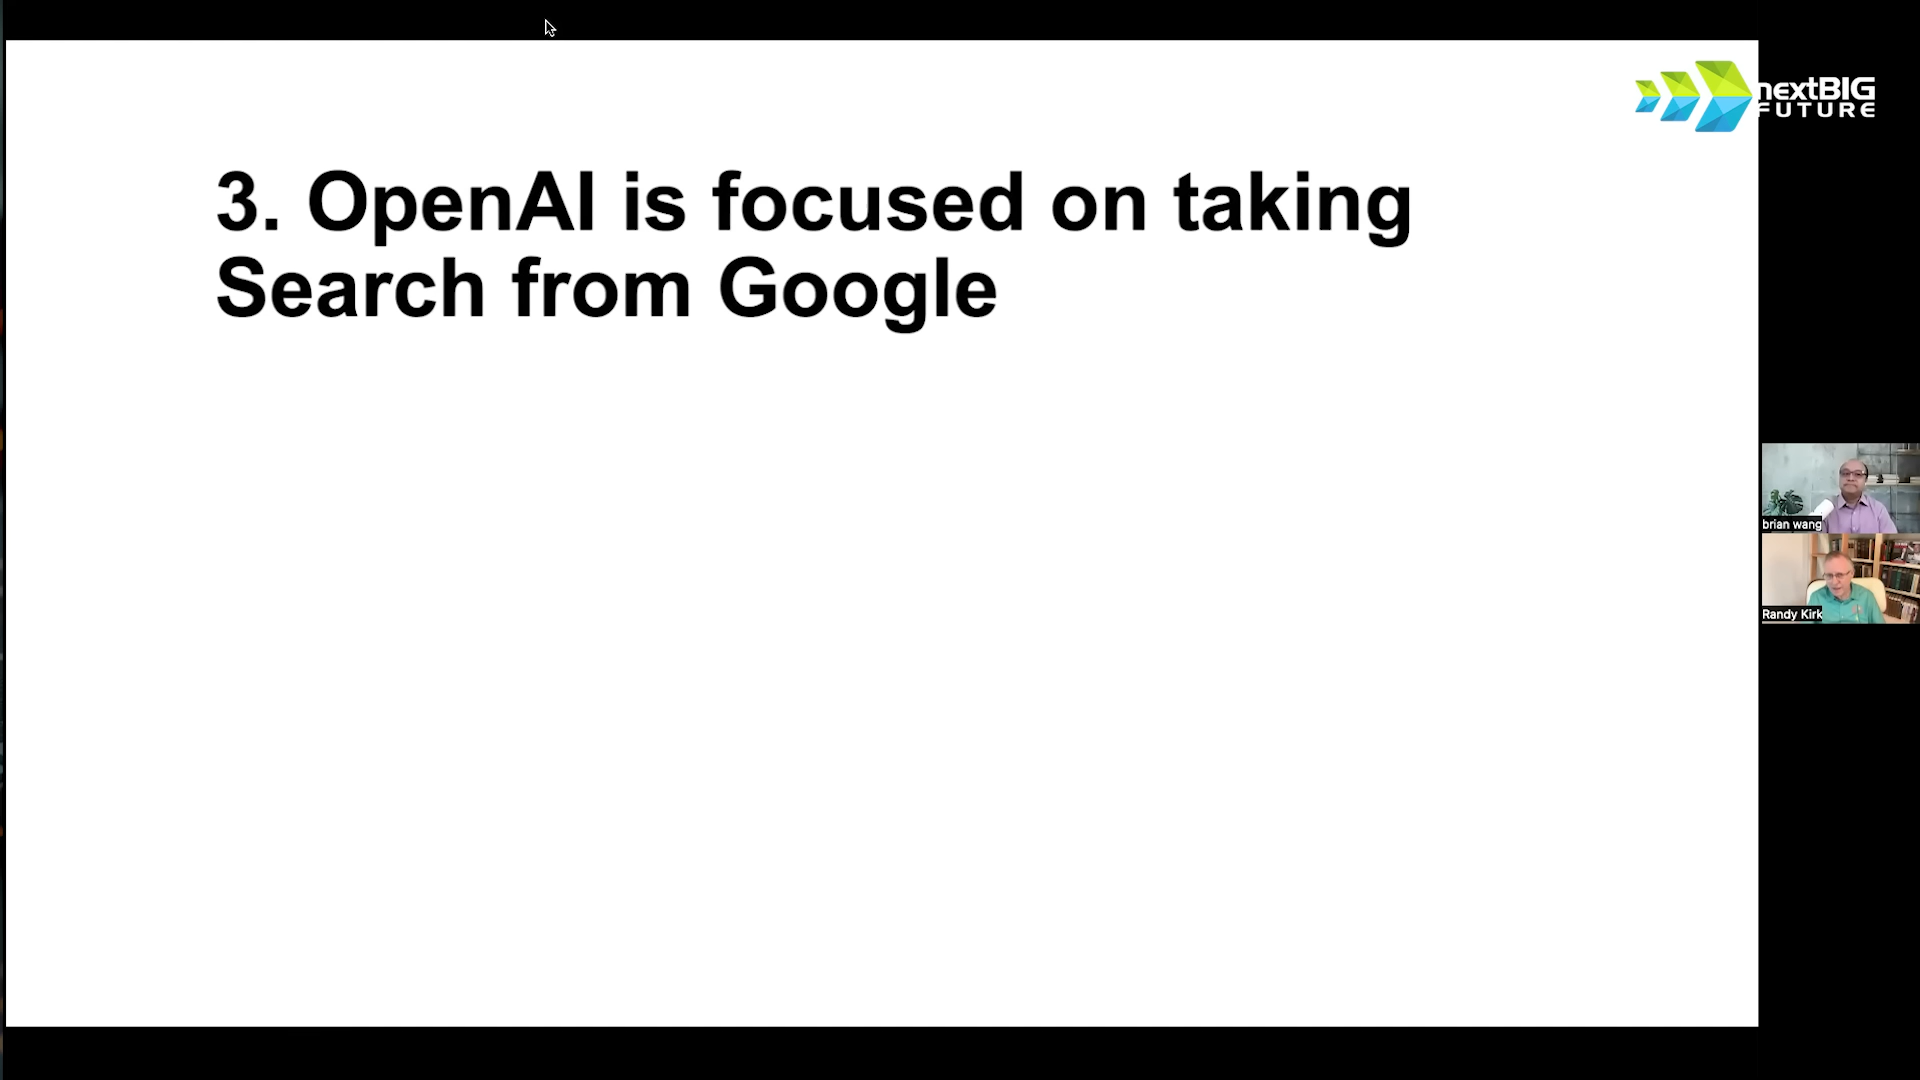 nextBIG
FUTURE
3. OpenAI is focused on taking
Search from Google
brian wang
Randy Kirk